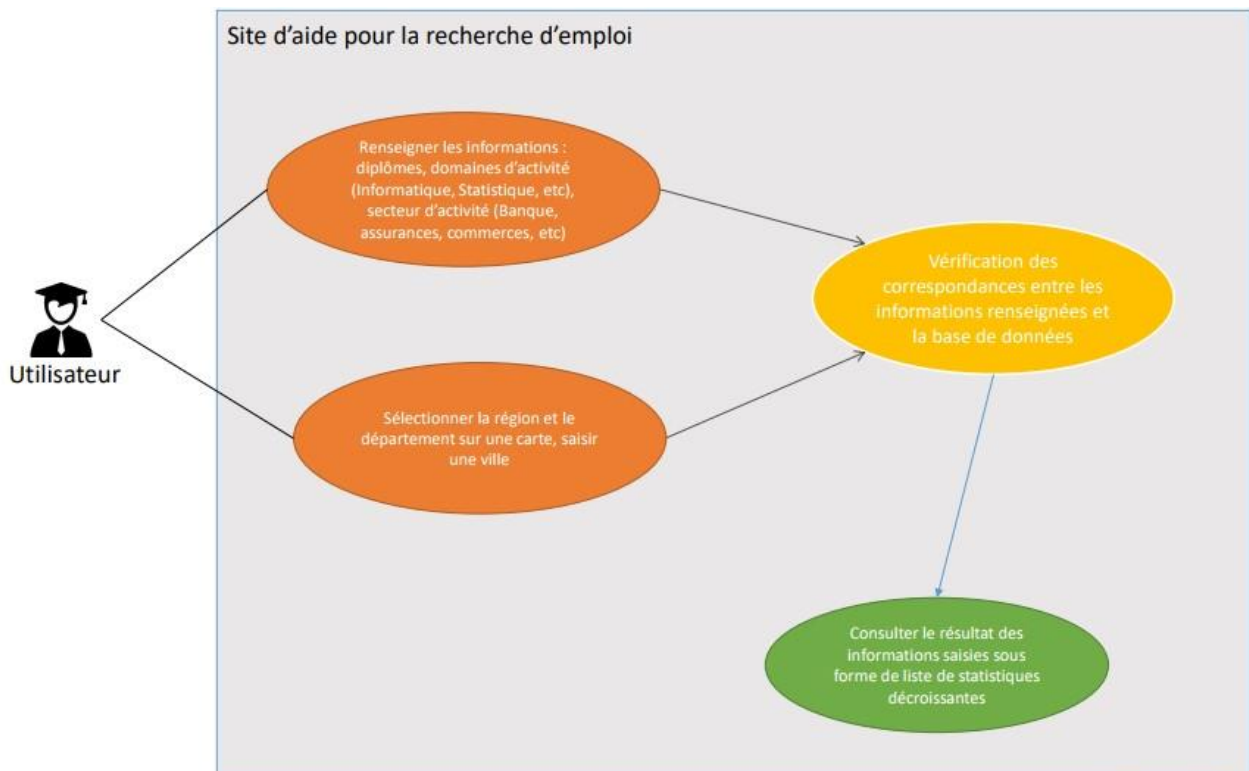 Site d'aide pour la recherche d'emploi
Renseigner les informations :
diplômes, domaines d'activité
(Informatique, Statistique, etc),
secteur d'activité (Banque,
assurances, commerces, etc)
Vérification des
correspondances entre les
informations renseignées et
la base de données
Utilisateur
Sélectionner la région et le
département sur une carte, saisir
une ville
Consulter le résultat des
informations saisies sous
forme de liste de statistiques
décroissantes